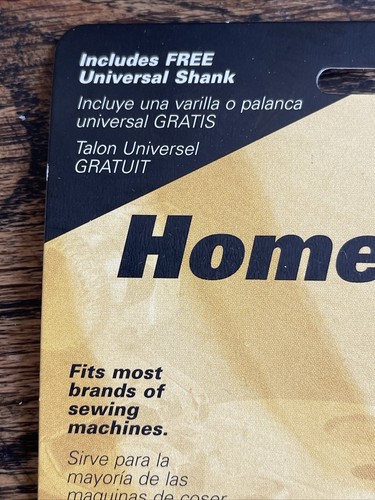 Includes FREE
Universal Shank
Incluye una varilla o palanca
universal GRATIS
Talon Universel
GRATUIT
Home
Fits most
brands of
sewing
machines.
Sirve para la
mayoría de las
maquinas de coser